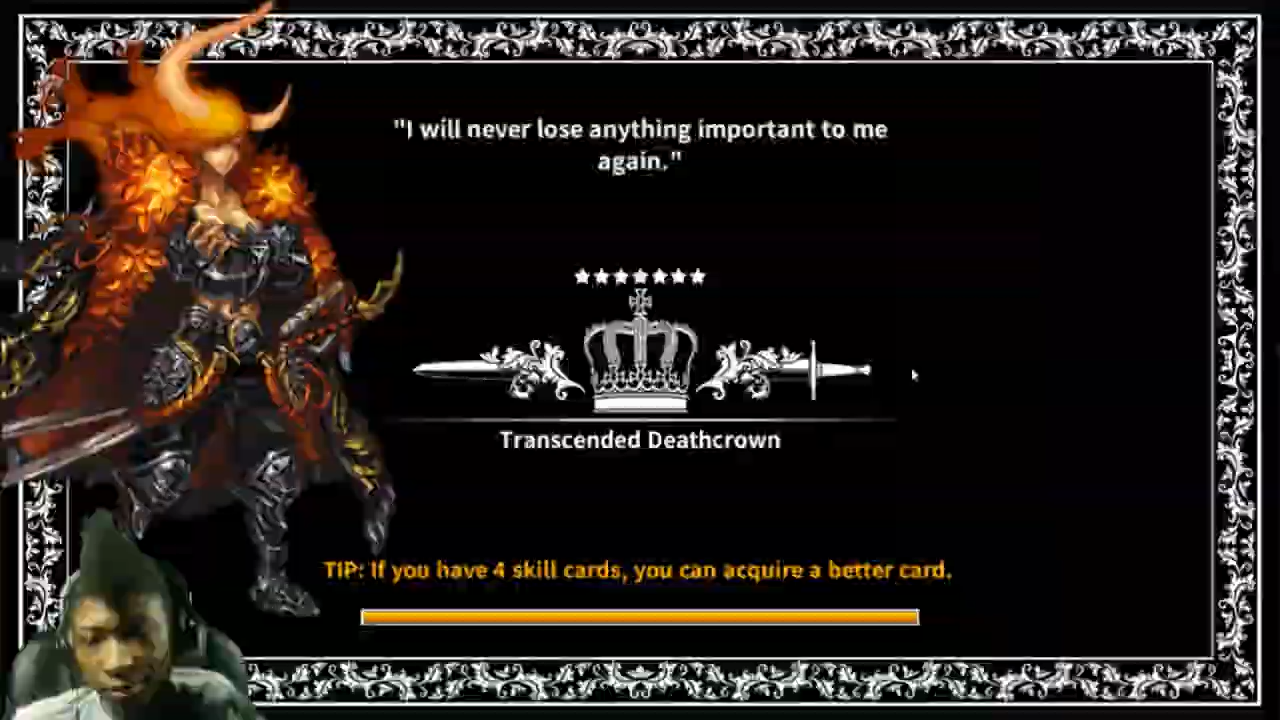 "I will never lose anything important to me
again."
Transcended Deathcrown
TIP: If you have 4 skill cards, you can acquire a better card.